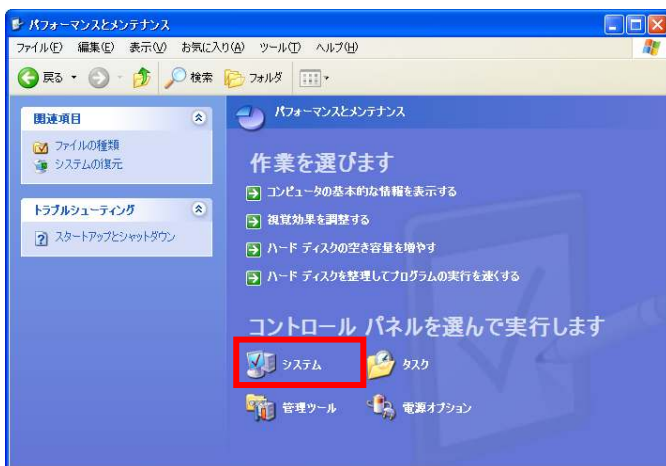 パフォーマンスとメンテナンス
ファイル(F) 編集(E) 表示(V) お気に入り(A) ツール(T) ヘルプ(H)
戻る 検索 フォルダ
関連項目
ファイルの種類
システムの復元
トラブルシューティング
スタートアップとシャットダウン
パフォーマンスとメンテナンス
作業を選びます
コンピュータの基本的な情報を表示する
視覚効果を調整する
ハード ディスクの空き容量を増やす
ハード ディスクを整理してプログラムの実行を速くする
コントロール パネルを選んで実行します
システム タスク
管理ツール 電源オプション